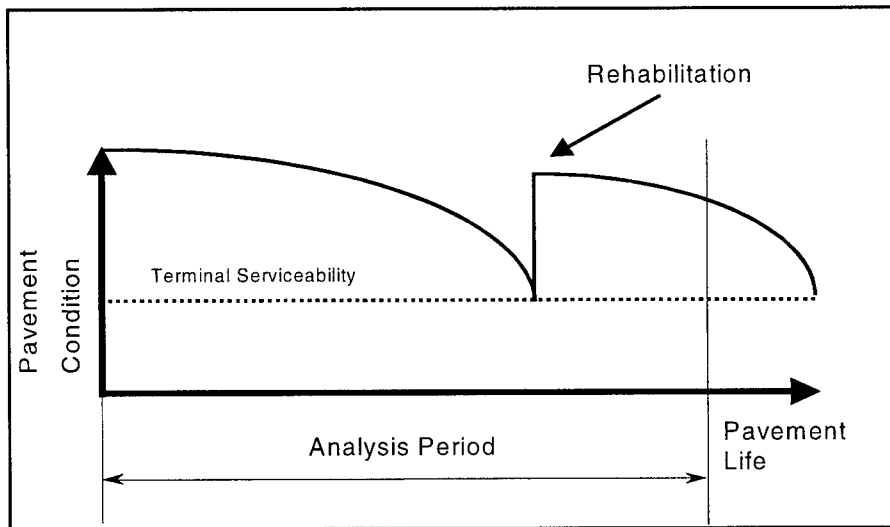 Rehabilitation
Terminal Serviceability
Pavement
Condition
Analysis Period
Pavement
Life